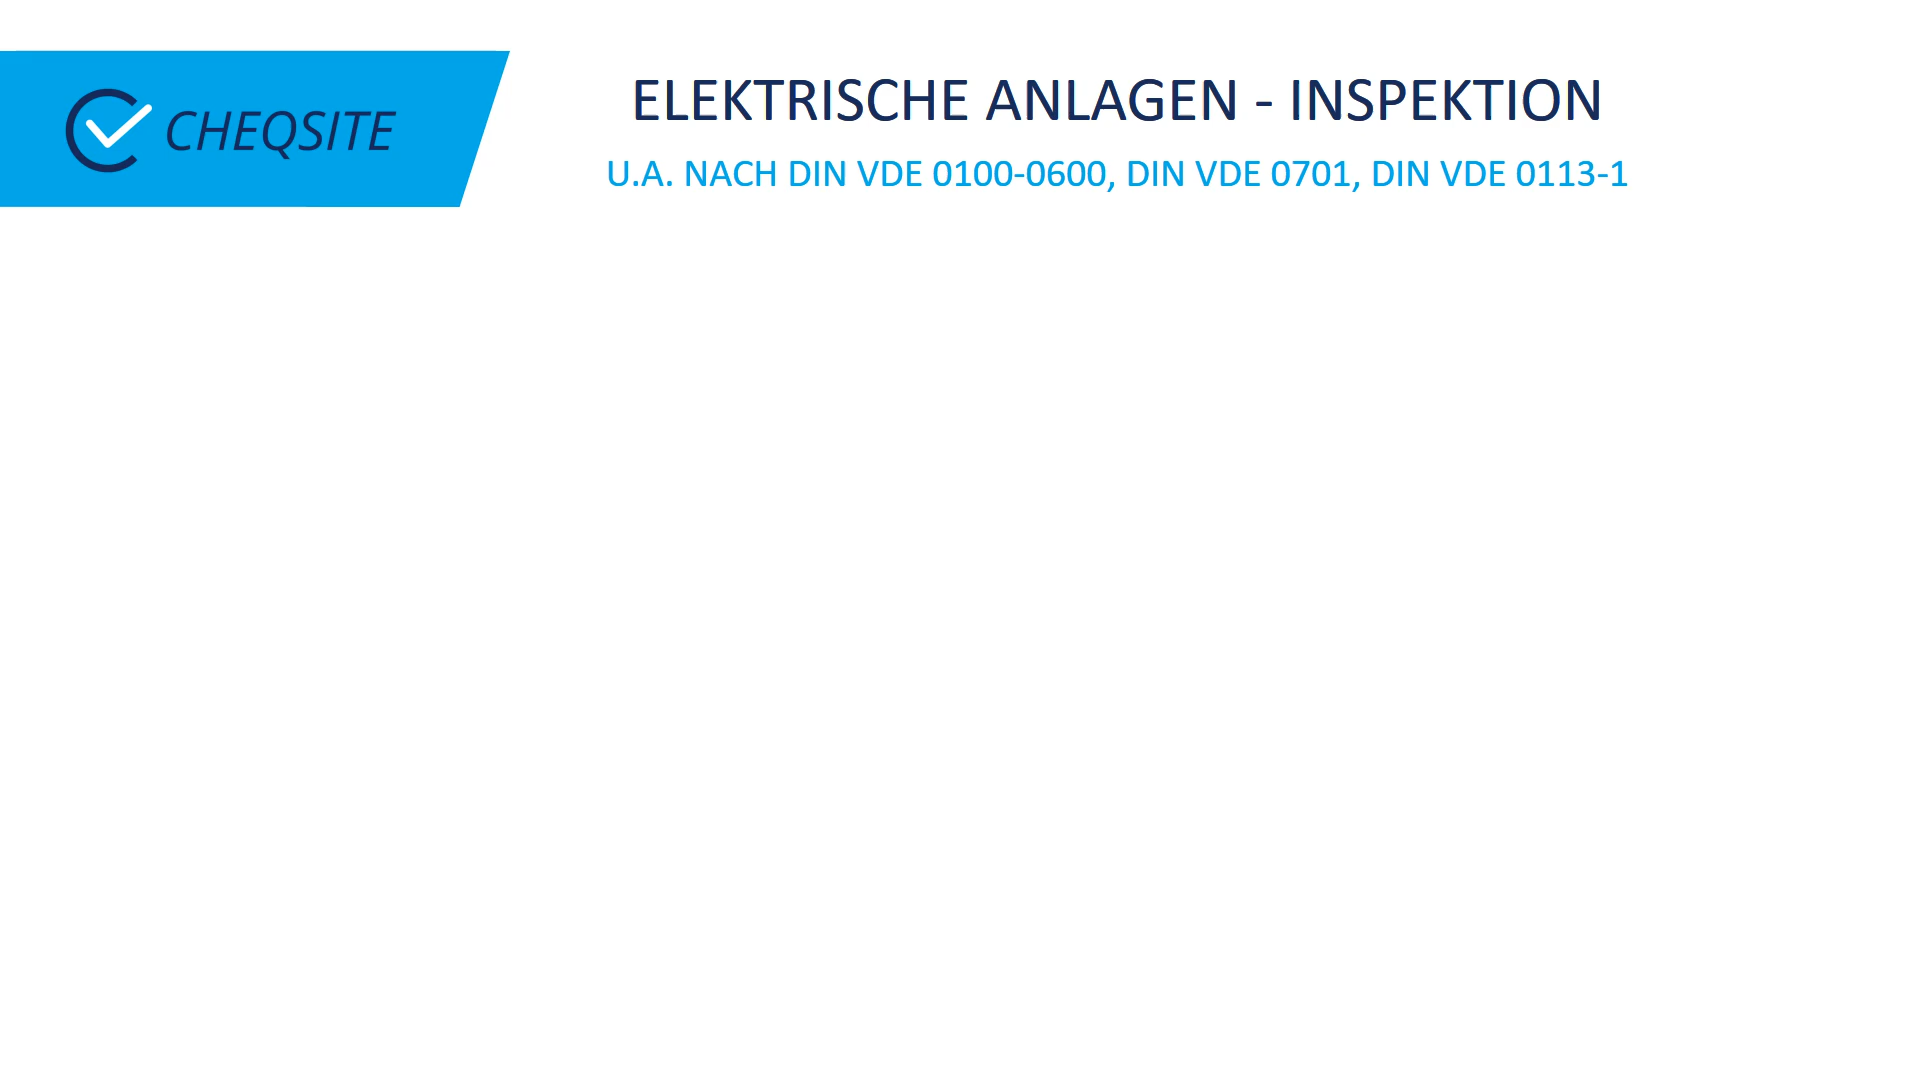 CHEQSITE
ELEKTRISCHE ANLAGEN - INSPEKTION
U.A. NACH DIN VDE 0100-0600, DIN VDE 0701, DIN VDE 0113-1